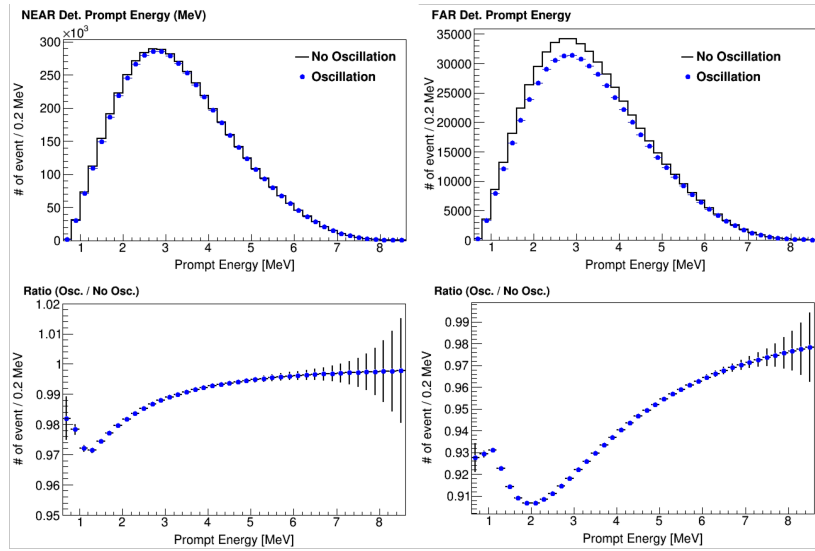 NEAR Det. Prompt Energy (MeV)
×10³
300
250
200
150
100
50
0
# of event / 0.2 MeV
No Oscillation
Oscillation
1 2 3 4 5 6 7 8
Prompt Energy [MeV]
FAR Det. Prompt Energy
35000
30000
25000
20000
15000
10000
5000
0
# of event / 0.2 MeV
No Oscillation
Oscillation
1 2 3 4 5 6 7 8
Prompt Energy [MeV]
Ratio (Osc. / No Osc.)
1.02
1.01
1
0.99
0.98
0.97
0.96
0.95
# of event / 0.2 MeV
1 2 3 4 5 6 7 8
Prompt Energy [MeV]
Ratio (Osc. / No Osc.)
0.99
0.98
0.97
0.96
0.95
0.94
0.93
0.92
0.91
# of event / 0.2 MeV
1 2 3 4 5 6 7 8
Prompt Energy [MeV]